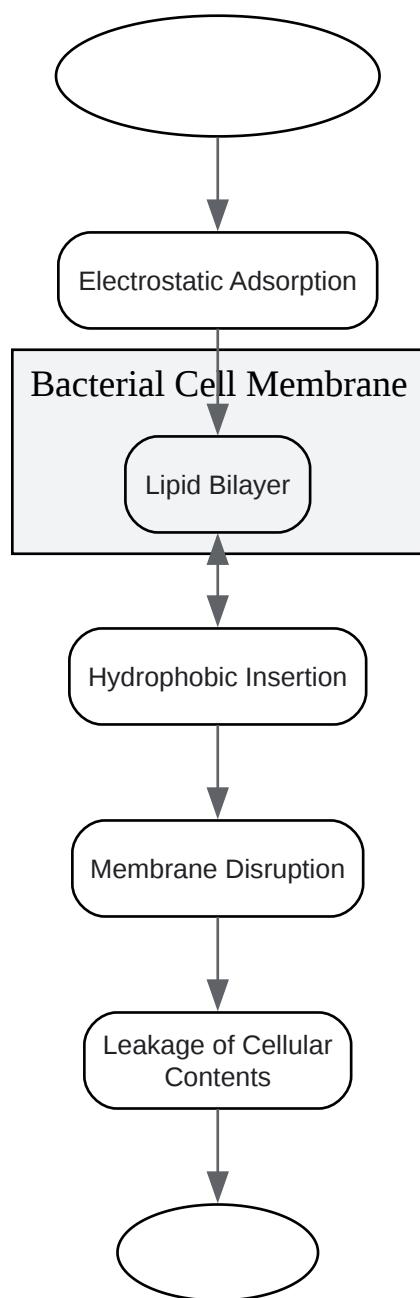 Electrostatic Adsorption
Bacterial Cell Membrane
Lipid Bilayer
Hydrophobic Insertion
Membrane Disruption
Leakage of Cellular
Contents